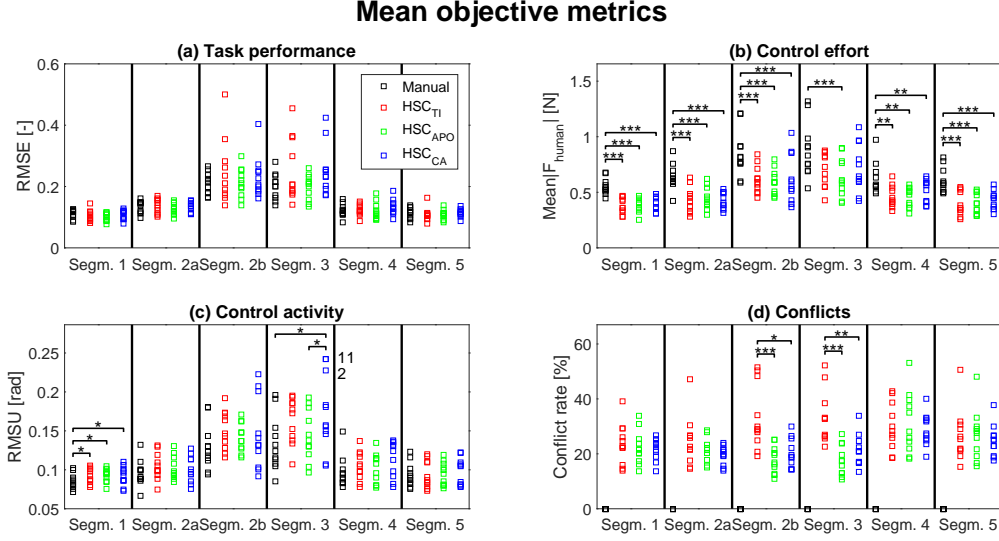 Mean objective metrics
(a) Task performance
RMSE [-]
0.6
0.4
0.2
0
Manual
HSC_TI
HSC_APO
HSC_CA
Segm. 1 Segm. 2a Segm. 2b Segm. 3 Segm. 4 Segm. 5
(b) Control effort
Mean|F_human| [N]
1.5
1
0.5
0
*** *** ***
*** *** ***
*** *** ***
***
** ** **
*** *** ***
Segm. 1 Segm. 2a Segm. 2b Segm. 3 Segm. 4 Segm. 5
(c) Control activity
RMSU [rad]
0.25
0.2
0.15
0.1
0.05
* * *
* *
11
2
Segm. 1 Segm. 2a Segm. 2b Segm. 3 Segm. 4 Segm. 5
(d) Conflicts
Conflict rate [%]
60
40
20
0
* ***
** ***
Segm. 1 Segm. 2a Segm. 2b Segm. 3 Segm. 4 Segm. 5